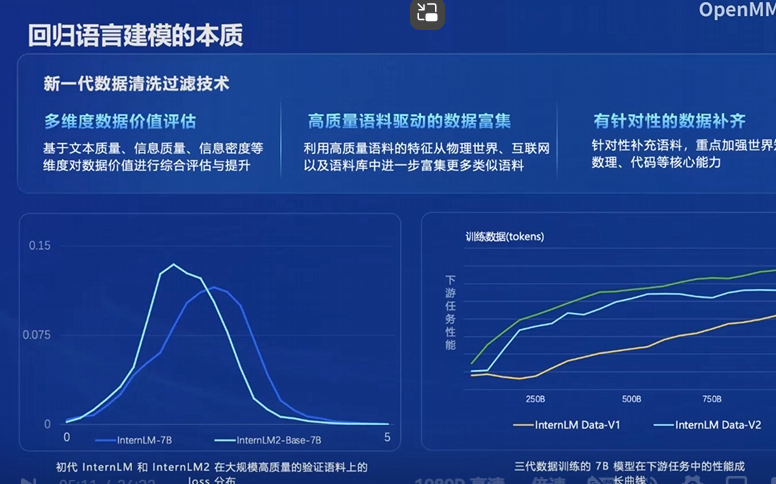 OpenMM
回归语言建模的本质
新一代数据清洗过滤技术
多维度数据价值评估
基于文本质量、信息质量、信息密度等
维度对数据价值进行综合评估与提升
高质量语料驱动的数据富集
利用高质量语料的特征从物理世界、互联网
以及语料库中进一步富集更多类似语料
有针对性的数据补齐
针对性补充语料，重点加强世界知
数理、代码等核心能力
0.15
0.075
0
0
5
InternLM-7B
InternLM2-Base-7B
初代 InternLM 和 InternLM2 在大规模高质量的验证语料上的
loss 分布
训练数据(tokens)
下游任务性能
250B
500B
750B
InternLM Data-V1
InternLM Data-V2
三代数据训练的 7B 模型在下游任务中的性能成
长曲线
1080P 高清
倍速